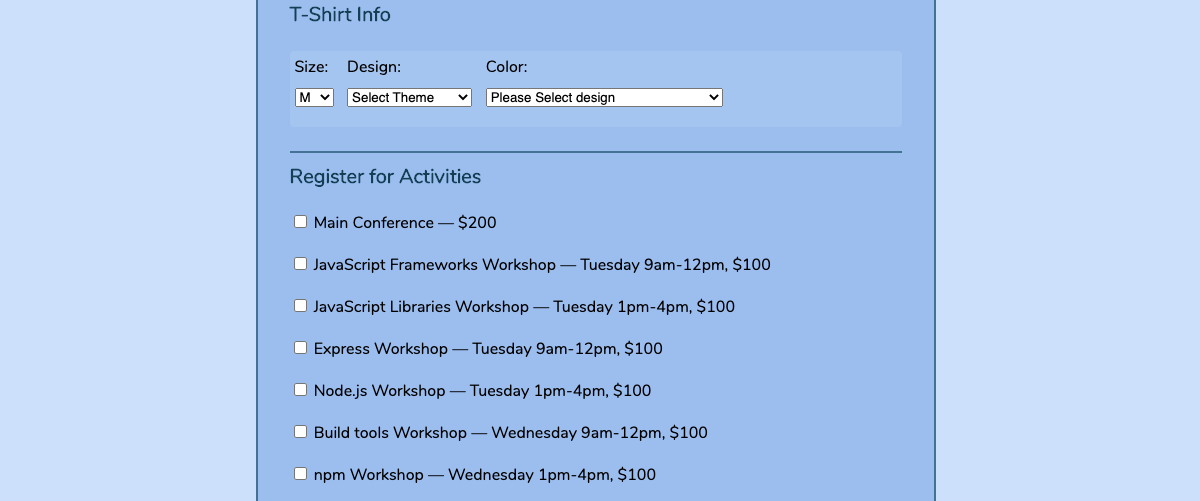 T-Shirt Info
Size: Design: Color:
M Select Theme Please Select design
Register for Activities
Main Conference — $200
JavaScript Frameworks Workshop — Tuesday 9am-12pm, $100
JavaScript Libraries Workshop — Tuesday 1pm-4pm, $100
Express Workshop — Tuesday 9am-12pm, $100
Node.js Workshop — Tuesday 1pm-4pm, $100
Build tools Workshop — Wednesday 9am-12pm, $100
npm Workshop — Wednesday 1pm-4pm, $100